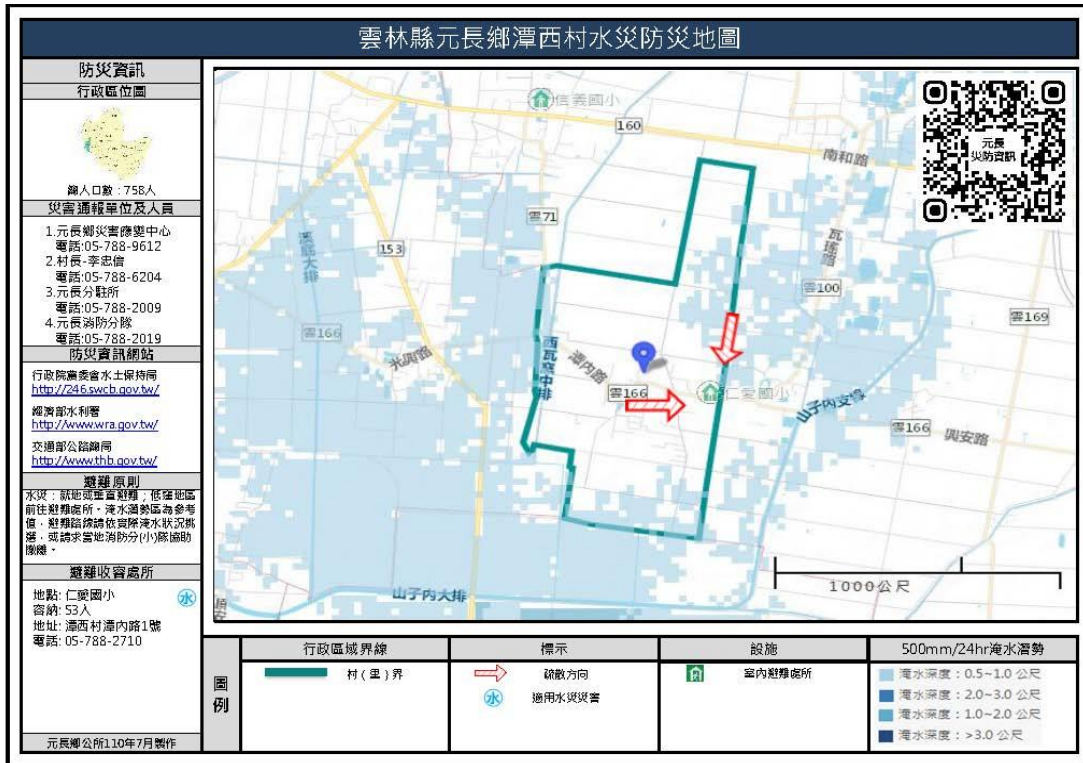 雲林縣元長鄉潭西村水災防災地圖
防災資訊
行政區位圖
總人口數：758人
災害通報單位及人員
1.元長鄉災害應變中心
電話:05-788-9612
2.村長-李忠信
電話:05-788-6204
3.元長分駐所
電話:05-788-2009
4.元長消防分隊
電話:05-788-2019
防災資訊網站
行政院農委會水土保持局
http://246.swcb.gov.tw/
經濟部水利署
http://www.wra.gov.tw/
交通部公路總局
http://www.thb.gov.tw/
避難原則
水災：就地或垂直避難；低窪地區
前往避難處所。淹水潛勢區為參考
值，避難路線請依實際淹水狀況挑
選，或請求當地消防分(小)隊協助
撤離。
避難收容處所
地點: 仁愛國小
水
容納: 53人
地址: 潭西村潭內路1號
電話: 05-788-2710
元長鄉公所110年7月製作
信義國小
160
南和路
元長
災防資訊
雲71
153
瓦磘路
雲100
雲169
雲166
光復路
西瓦窯中排
潭內路
雲166
仁愛國小
山子內支線
雲166
興安路
1000公尺
山子內大排
圖例
行政區域界線
村(里)界
標示
疏散方向
水
適用水災災害
設施
室內避難處所
500mm/24hr淹水潛勢
淹水深度：0.5~1.0 公尺
淹水深度：2.0~3.0 公尺
淹水深度：1.0~2.0 公尺
淹水深度：>3.0 公尺